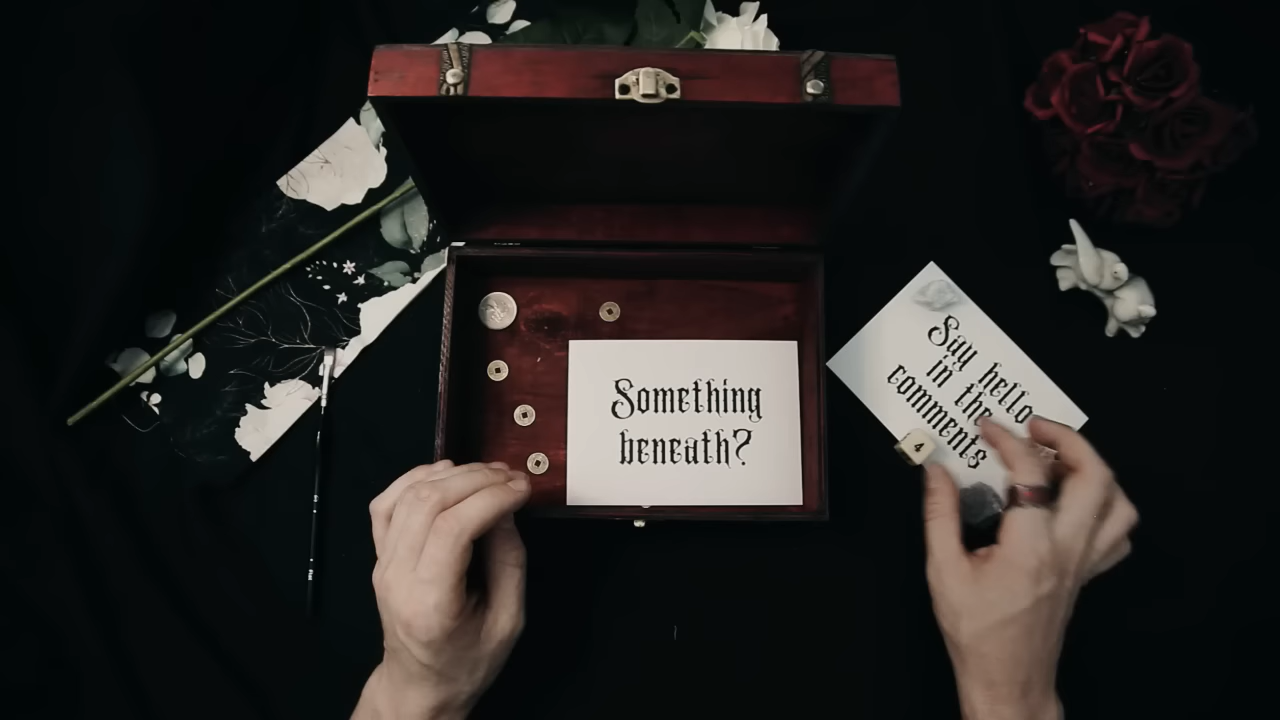 Something
beneath?
Say hello
in the
comments
4